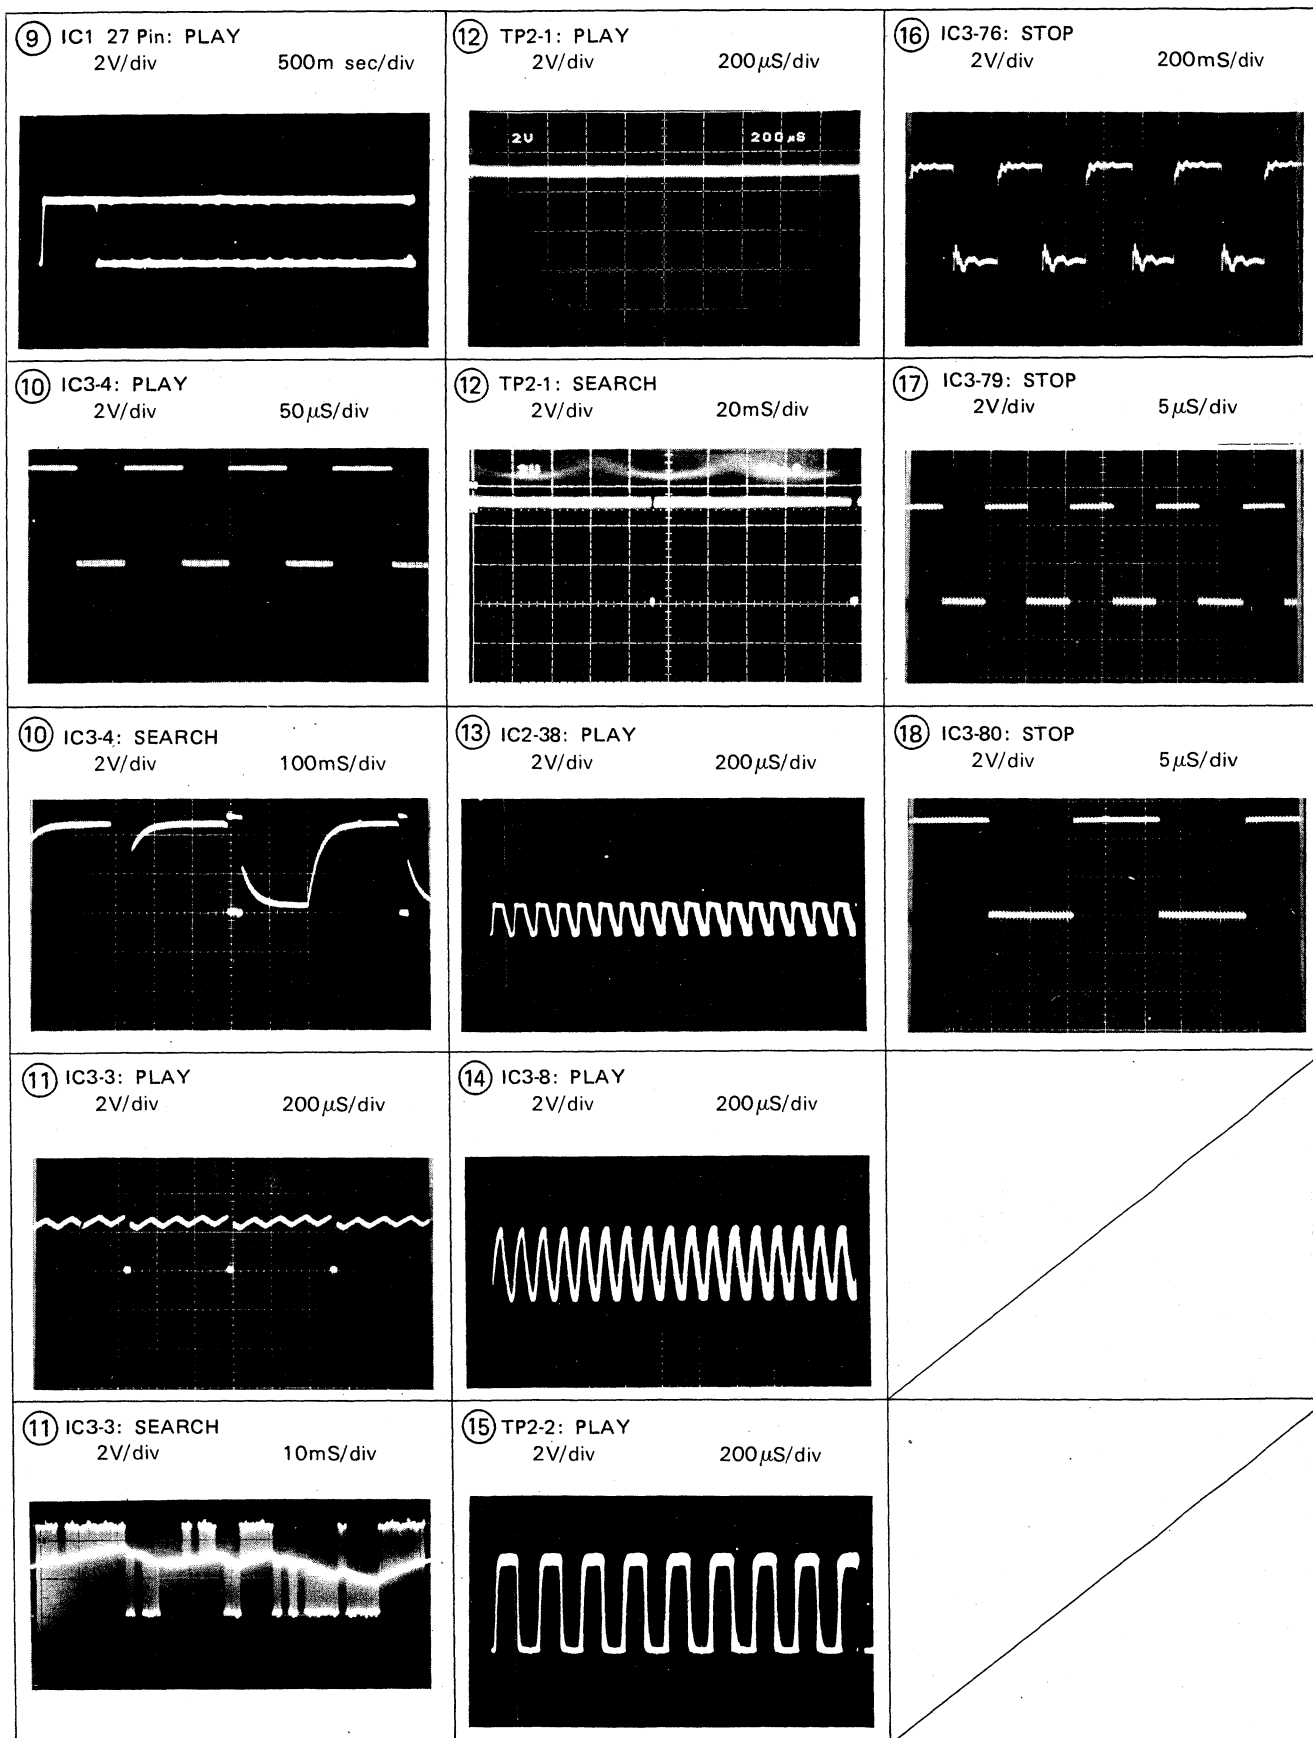 ⑨ IC1 27 Pin: PLAY
2V/div 500m sec/div
⑩ IC3-4: PLAY
2V/div 50μS/div
⑩ IC3-4: SEARCH
2V/div 100mS/div
⑪ IC3-3: PLAY
2V/div 200μS/div
⑪ IC3-3: SEARCH
2V/div 10mS/div
⑫ TP2-1: PLAY
2V/div 200μS/div
2V 200μS
⑫ TP2-1: SEARCH
2V/div 20mS/div
⑬ IC2-38: PLAY
2V/div 200μS/div
⑭ IC3-8: PLAY
2V/div 200μS/div
⑮ TP2-2: PLAY
2V/div 200μS/div
⑯ IC3-76: STOP
2V/div 200mS/div
⑰ IC3-79: STOP
2V/div 5μS/div
⑱ IC3-80: STOP
2V/div 5μS/div